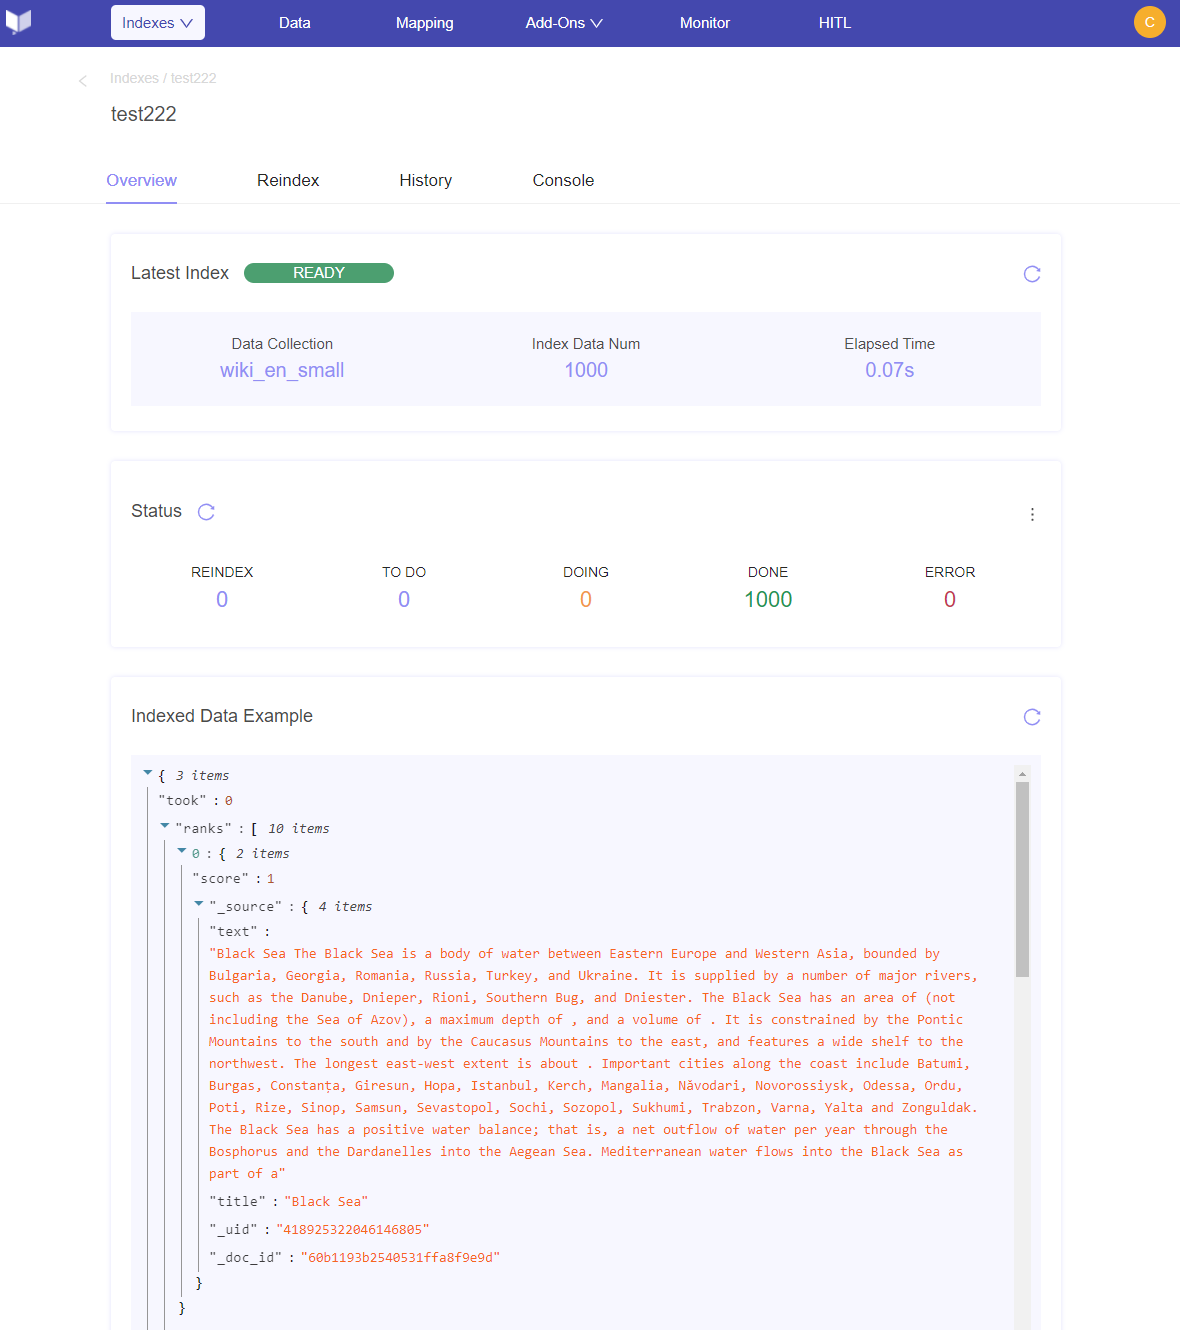 Indexes Data Mapping Add-Ons Monitor HITL C
Indexes / test222
test222
Overview Reindex History Console
Latest Index READY
Data Collection Index Data Num Elapsed Time
wiki_en_small 1000 0.07s
Status
REINDEX TO DO DOING DONE ERROR
0 0 0 1000 0
Indexed Data Example
{ 3 items
"took" : 0
"ranks" : [ 10 items
0 : { 2 items
"score" : 1
"_source" : { 4 items
"text" :
"Black Sea The Black Sea is a body of water between Eastern Europe and Western Asia, bounded by
Bulgaria, Georgia, Romania, Russia, Turkey, and Ukraine. It is supplied by a number of major rivers,
such as the Danube, Dnieper, Rioni, Southern Bug, and Dniester. The Black Sea has an area of (not
including the Sea of Azov), a maximum depth of , and a volume of . It is constrained by the Pontic
Mountains to the south and by the Caucasus Mountains to the east, and features a wide shelf to the
northwest. The longest east-west extent is about . Important cities along the coast include Batumi,
Burgas, Constanța, Giresun, Hopa, Istanbul, Kerch, Mangalia, Năvodari, Novorossiysk, Odessa, Ordu,
Poti, Rize, Sinop, Samsun, Sevastopol, Sochi, Sozopol, Sukhumi, Trabzon, Varna, Yalta and Zonguldak.
The Black Sea has a positive water balance; that is, a net outflow of water per year through the
Bosphorus and the Dardanelles into the Aegean Sea. Mediterranean water flows into the Black Sea as
part of a"
"title" : "Black Sea"
"_uid" : "418925322046146805"
"_doc_id" : "60b1193b2540531ffa8f9e9d"
}
}